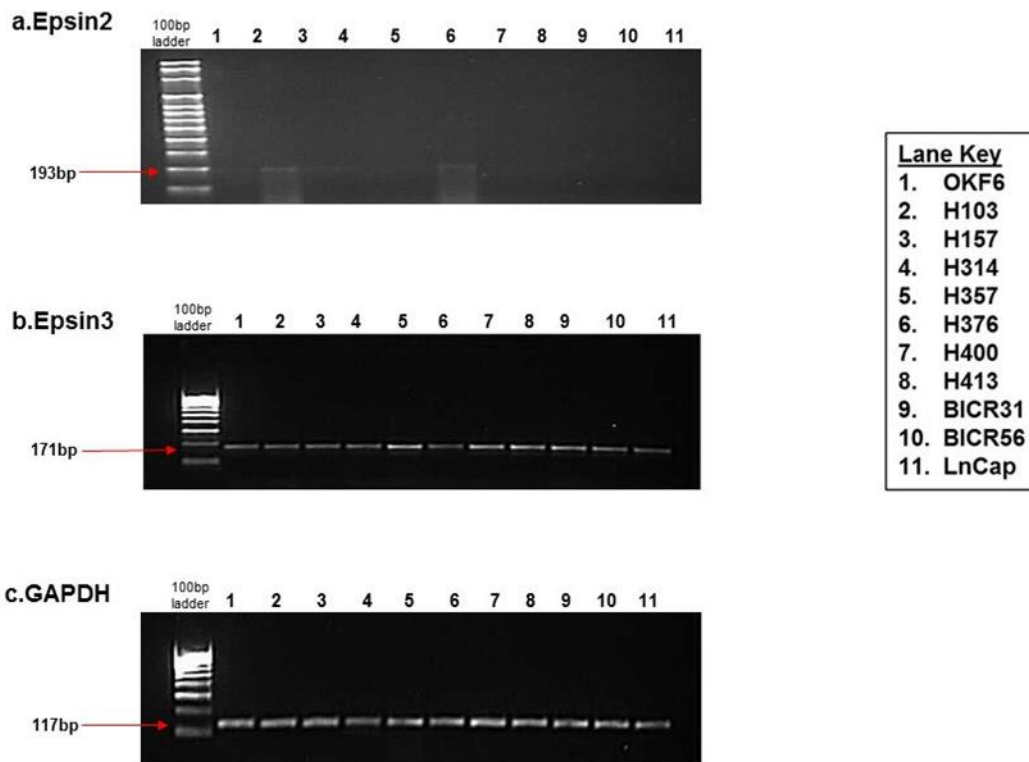 a.Epsin2
100bp
ladder
1 2 3 4 5 6 7 8 9 10 11
193bp
b.Epsin3
100bp
ladder
1 2 3 4 5 6 7 8 9 10 11
171bp
c.GAPDH
100bp
ladder
1 2 3 4 5 6 7 8 9 10 11
117bp
Lane Key
1. OKF6
2. H103
3. H157
4. H314
5. H357
6. H376
7. H400
8. H413
9. BICR31
10. BICR56
11. LnCap